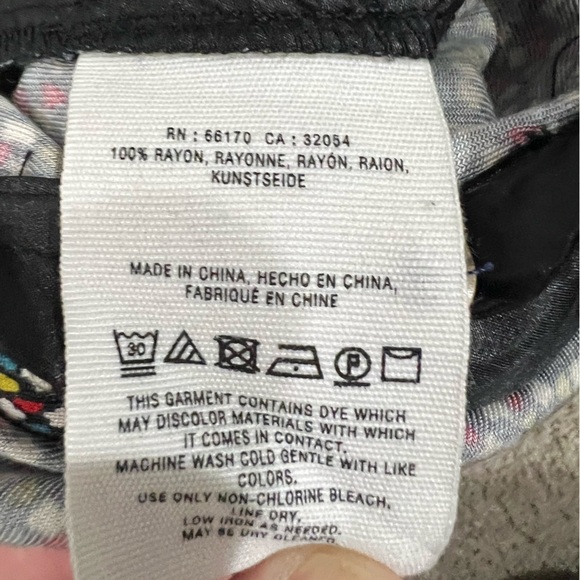 RN : 66170 CA : 32054
100% RAYON, RAYONNE, RAYÓN, RAION,
KUNSTSEIDE
MADE IN CHINA, HECHO EN CHINA,
FABRIQUÉ EN CHINE
30 P
THIS GARMENT CONTAINS DYE WHICH
MAY DISCOLOR MATERIALS WITH WHICH
IT COMES IN CONTACT.
MACHINE WASH COLD GENTLE WITH LIKE
COLORS.
USE ONLY NON-CHLORINE BLEACH,
LINE DRY,
LOW IRON AS NEEDED.
MAY BE DRY CLEANED